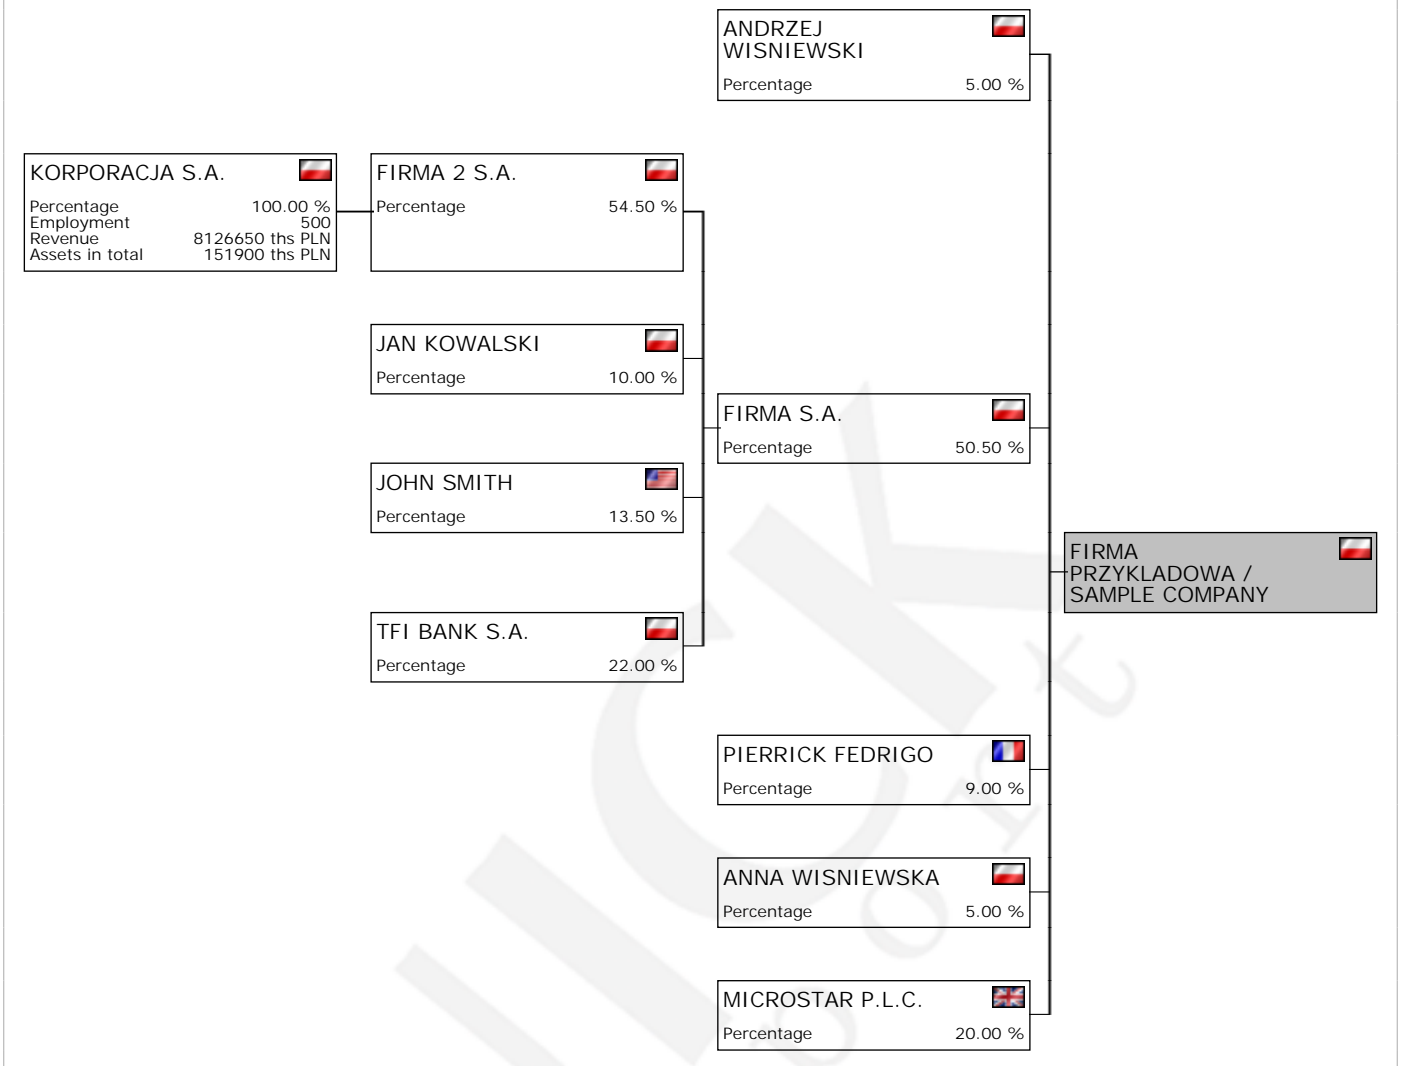 ANDRZEJ
WISNIEWSKI
Percentage 5.00 %
KORPORACJA S.A.
Percentage 100.00 %
Employment 500
Revenue 8126650 ths PLN
Assets in total 151900 ths PLN
FIRMA 2 S.A.
Percentage 54.50 %
JAN KOWALSKI
Percentage 10.00 %
FIRMA S.A.
Percentage 50.50 %
JOHN SMITH
Percentage 13.50 %
FIRMA
PRZYKLADOWA /
SAMPLE COMPANY
TFI BANK S.A.
Percentage 22.00 %
PIERRICK FEDRIGO
Percentage 9.00 %
ANNA WISNIEWSKA
Percentage 5.00 %
MICROSTAR P.L.C.
Percentage 20.00 %